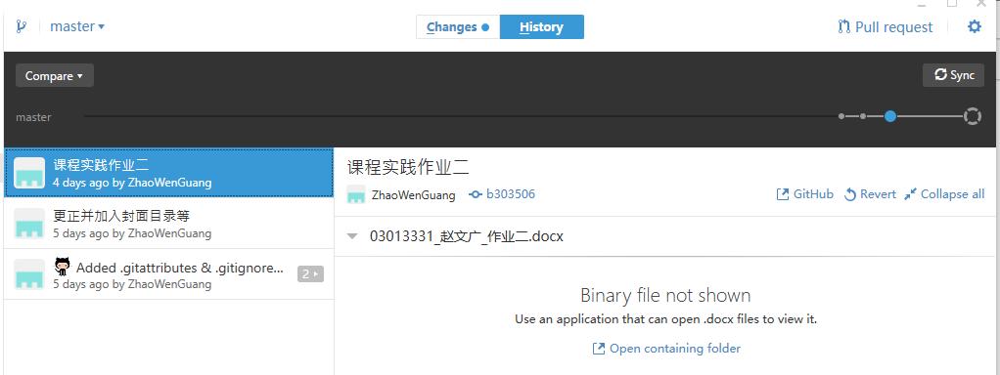 master
Changes
History
Pull request
Compare
Sync
master
课程实践作业二
4 days ago by ZhaoWenGuang
更正并加入封面目录等
5 days ago by ZhaoWenGuang
Added .gitattributes & .gitignore...
2
5 days ago by ZhaoWenGuang
课程实践作业二
ZhaoWenGuang
b303506
GitHub
Revert
Collapse all
03013331_赵文广_作业二.docx
Binary file not shown
Use an application that can open .docx files to view it.
Open containing folder